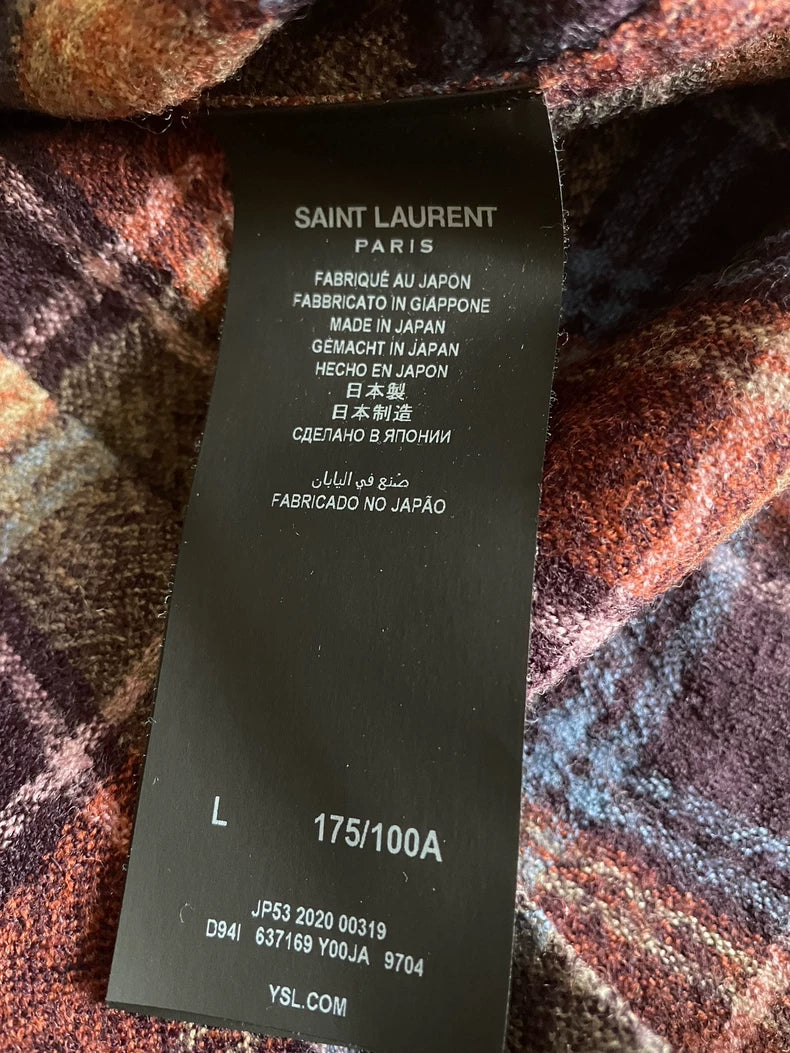 SAINT LAURENT
PARIS
FABRIQUÉ AU JAPON
FABBRICATO IN GIAPPONE
MADE IN JAPAN
GEMACHT IN JAPAN
HECHO EN JAPON
日本製
日本制造
СДЕЛАНО В ЯПОНИИ
صُنع في اليابان
FABRICADO NO JAPÃO
L 175/100A
JP53 2020 00319
D94I 637169 Y00JA 9704
YSL.COM